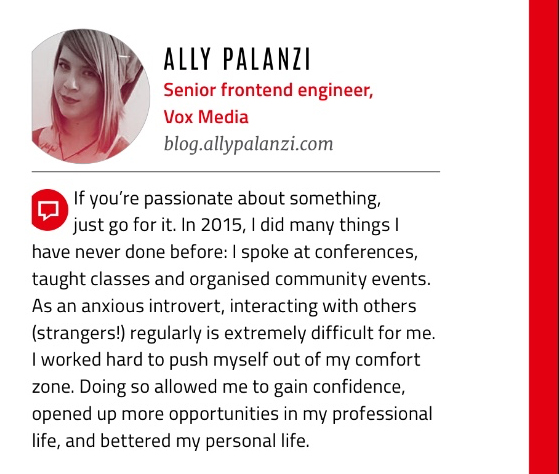 ALLY PALANZI
Senior frontend engineer,
Vox Media
blog.allypalanzi.com
If you’re passionate about something,
just go for it. In 2015, I did many things I
have never done before: I spoke at conferences,
taught classes and organised community events.
As an anxious introvert, interacting with others
(strangers!) regularly is extremely difficult for me.
I worked hard to push myself out of my comfort
zone. Doing so allowed me to gain confidence,
opened up more opportunities in my professional
life, and bettered my personal life.